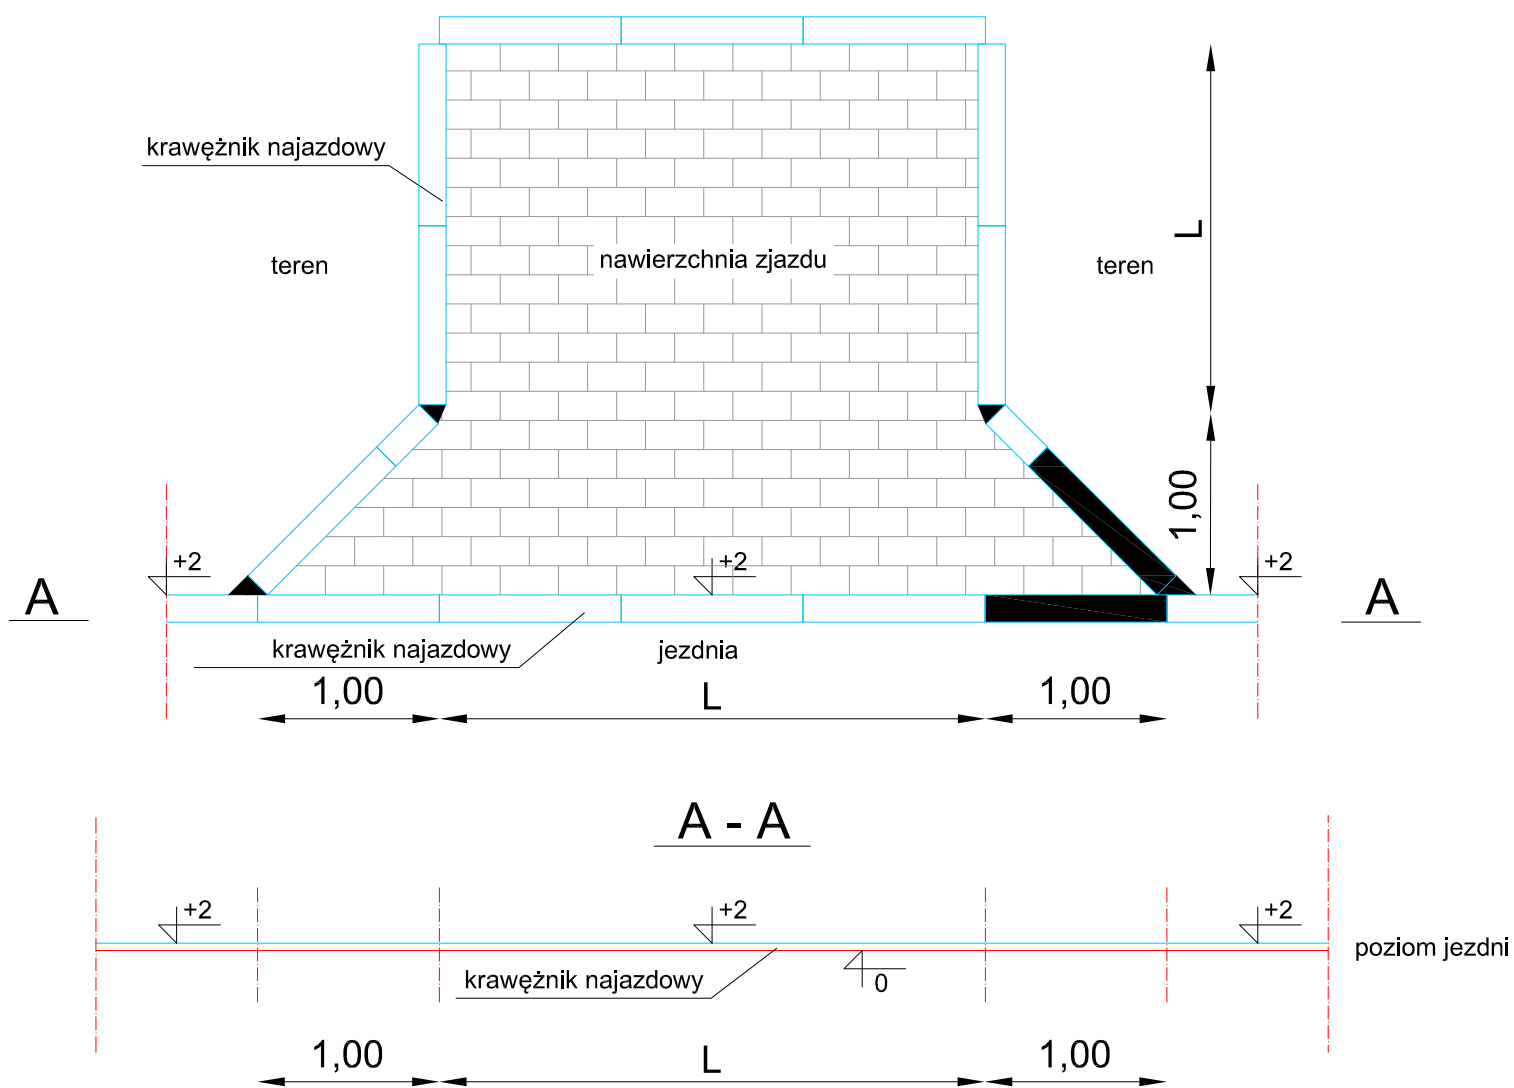 krawężnik najazdowy
teren
nawierzchnia zjazdu
teren
L
1,00
+2
+2
+2
A
A
krawężnik najazdowy
jezdnia
1,00
L
1,00
A - A
+2
+2
+2
poziom jezdni
krawężnik najazdowy
0
1,00
L
1,00